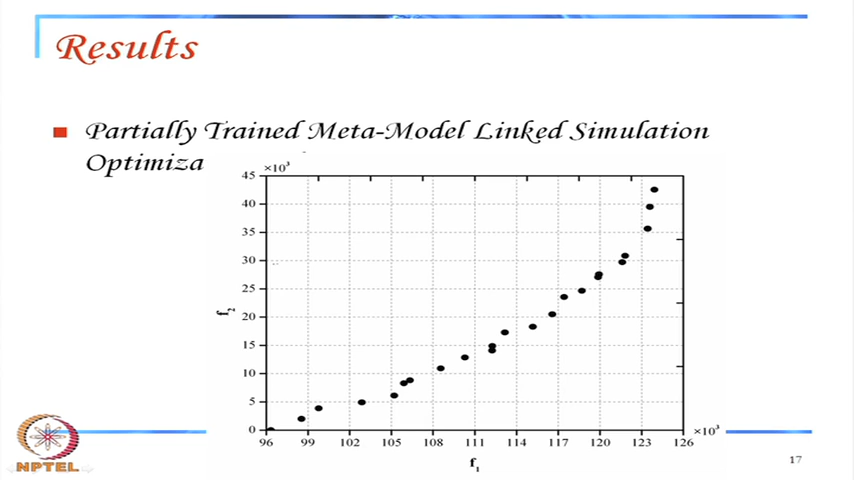 Results
Partially Trained Meta-Model Linked Simulation
Optimiza
×10³
45
40
35
30
25
20
15
10
5
0
f₂
96 99 102 105 108 111 114 117 120 123 126 ×10³
f₁
NPTEL
17